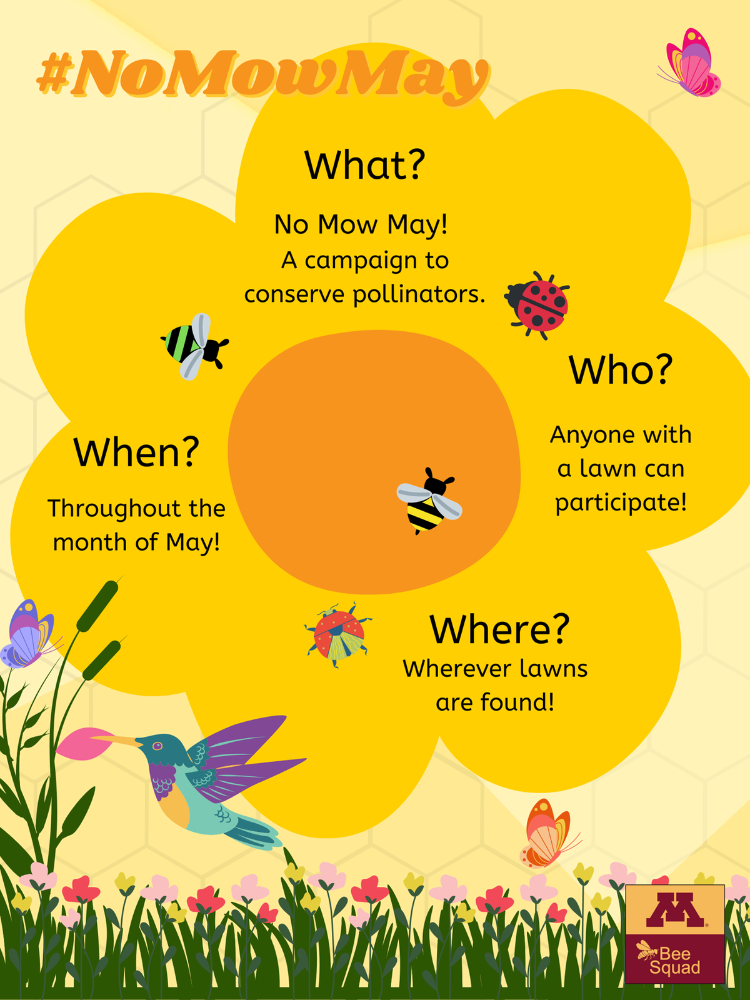 #NoMowMay
What?
No Mow May!
A campaign to
conserve pollinators.
Who?
Anyone with
a lawn can
participate!
When?
Throughout the
month of May!
Where?
Wherever lawns
are found!
M®
Bee
Squad